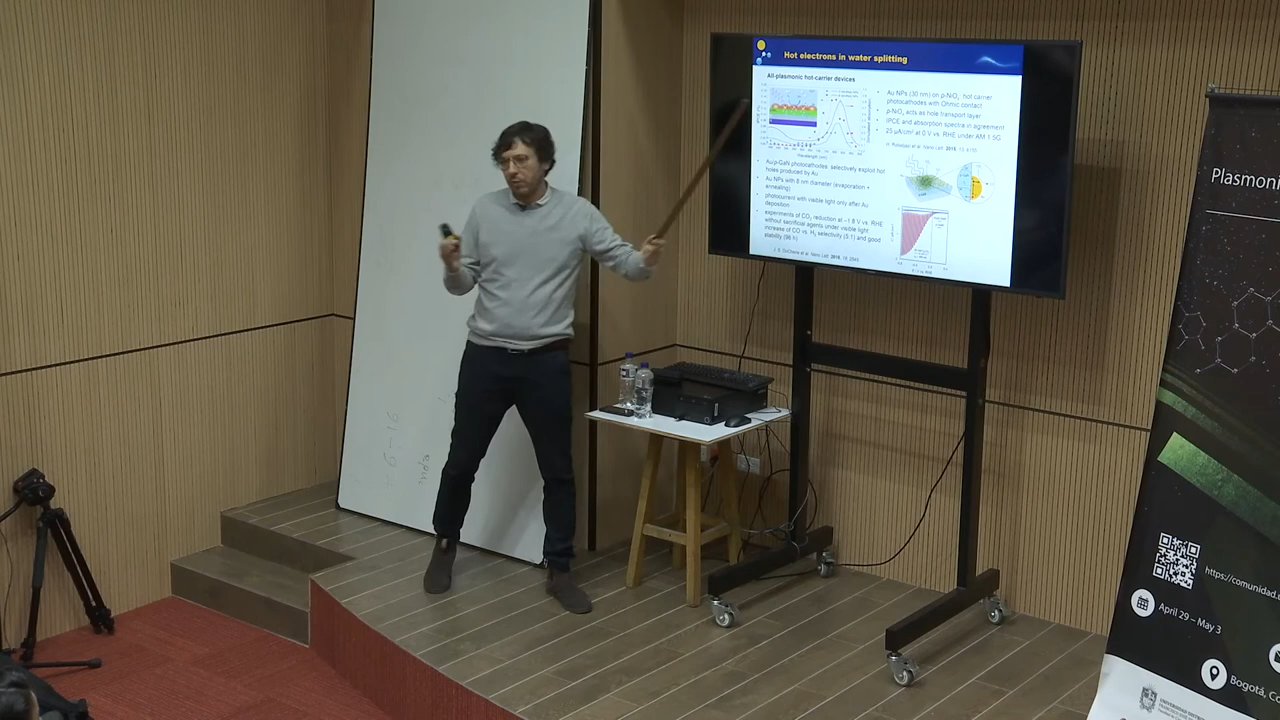 Hot electrons in water splitting
All-plasmonic hot-carrier devices
Au NPs (30 nm) on p-NiOx hot carrier
photocathodes with Ohmic contact
p-NiOx acts as hole transport layer
IPCE and absorption spectra in agreement
25 μA/cm² at 0 V vs. RHE under AM 1.5G
Au/p-GaN photocathodes: selectively exploit hot
holes produced by Au
Au NPs with 8 nm diameter (evaporation +
annealing)
photocurrent with visible light only after Au
deposition
experiments of CO2 reduction at –1.8 V vs. RHE
without sacrificial agents under visible light:
increase of CO vs. H2 selectivity (5:1) and good
stability (96 h)
Plasmoni
https://comunidad.
April 29 – May 3
Bogotá, Co